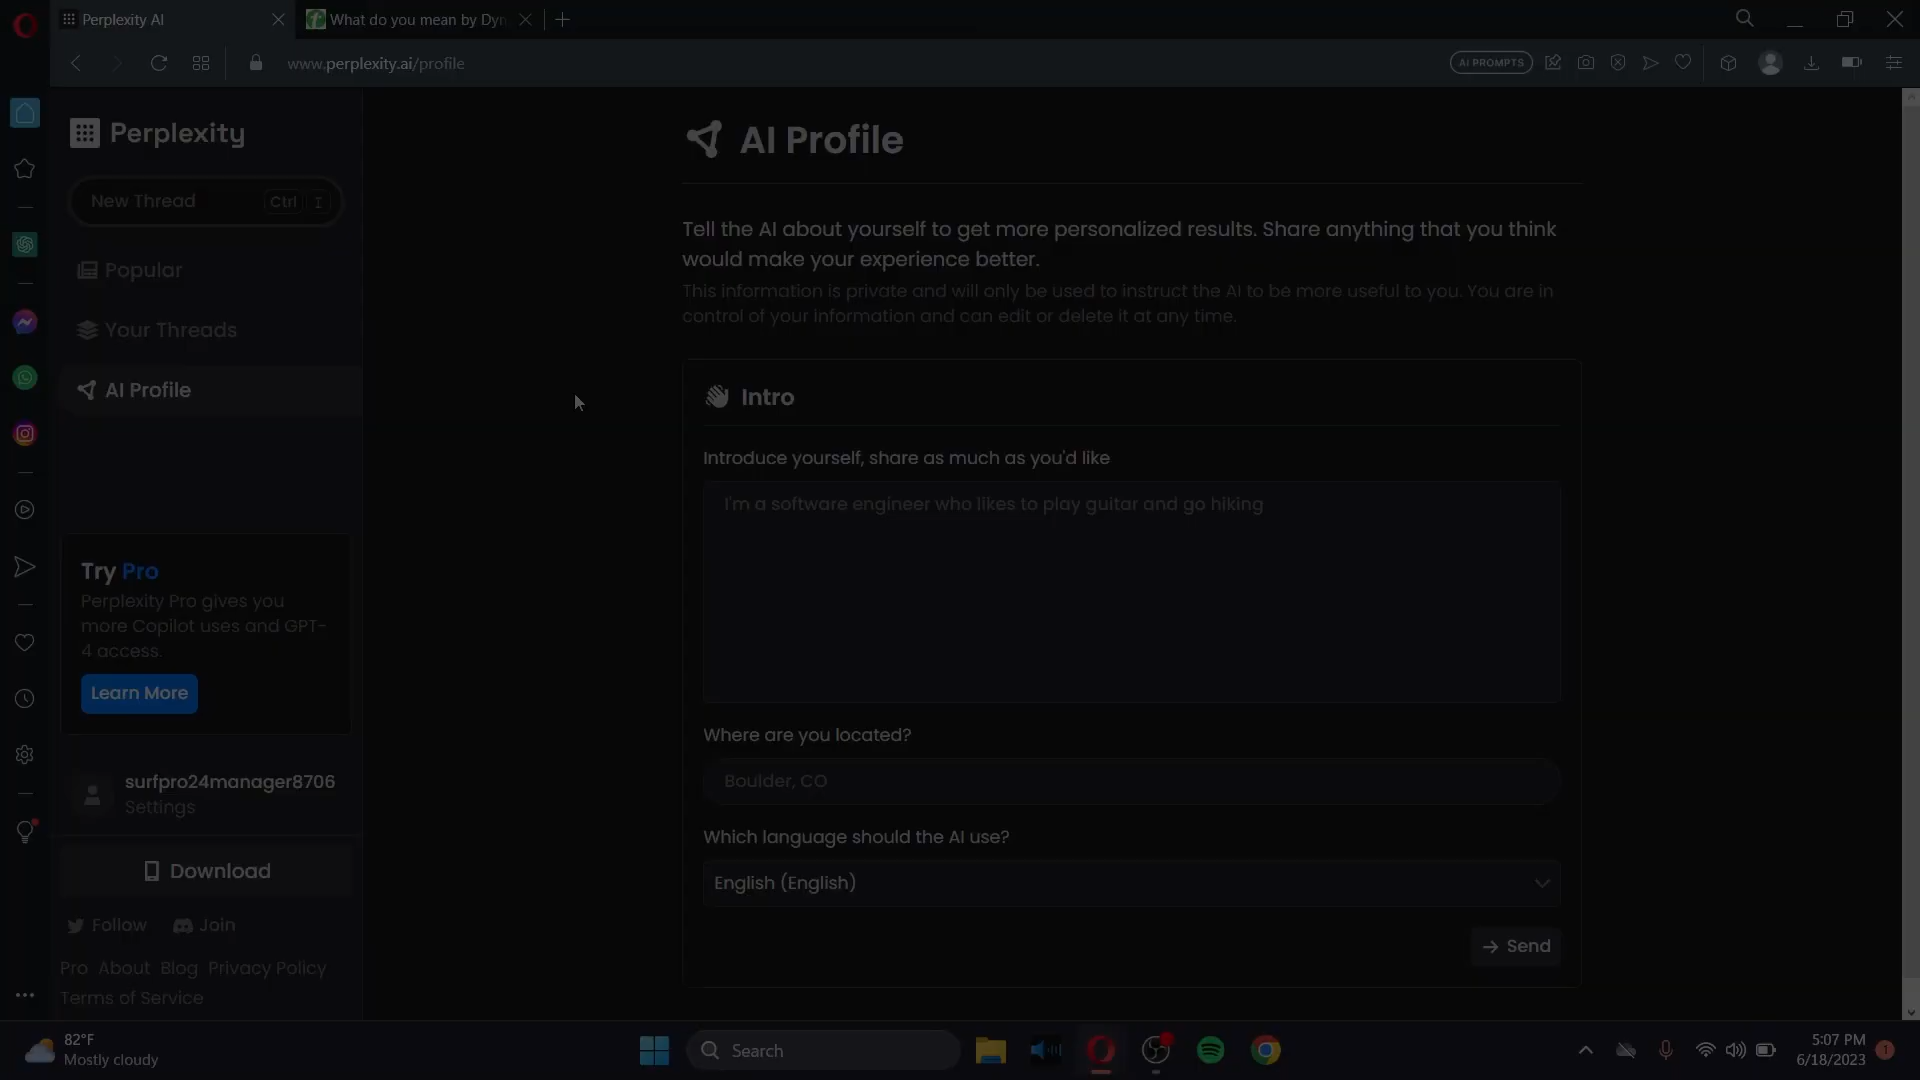 Perplexity AI
What do you mean by Dyn
www.perplexity.ai/profile
AI PROMPTS
Perplexity
New Thread
Ctrl I
Popular
Your Threads
AI Profile
Try Pro
Perplexity Pro gives you
more Copilot uses and GPT-
4 access.
Learn More
surfpro24manager8706
Settings
Download
Follow
Join
Pro About Blog Privacy Policy
Terms of Service
AI Profile
Tell the AI about yourself to get more personalized results. Share anything that you think
would make your experience better.
This information is private and will only be used to instruct the AI to be more useful to you. You are in
control of your information and can edit or delete it at any time.
Intro
Introduce yourself, share as much as you'd like
I'm a software engineer who likes to play guitar and go hiking
Where are you located?
Boulder, CO
Which language should the AI use?
English (English)
Send
82°F
Mostly cloudy
Search
5:07 PM
6/18/2023
1